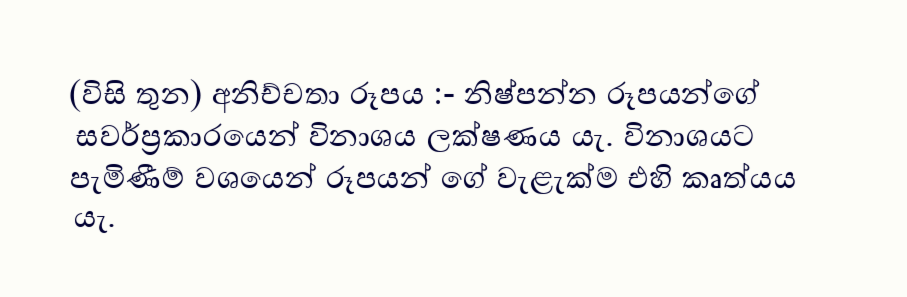 (විසි තුන) අනිච්චතා රූපය :- නිෂ්පන්න රූපයන්ගේ
සර්වප්‍රකාරයෙන් විනාශය ලක්ෂණය යැ. විනාශයට
පැමිණීම් වශයෙන් රූපයන් ගේ වැළැක්ම එහි කෘත්යය
යැ.